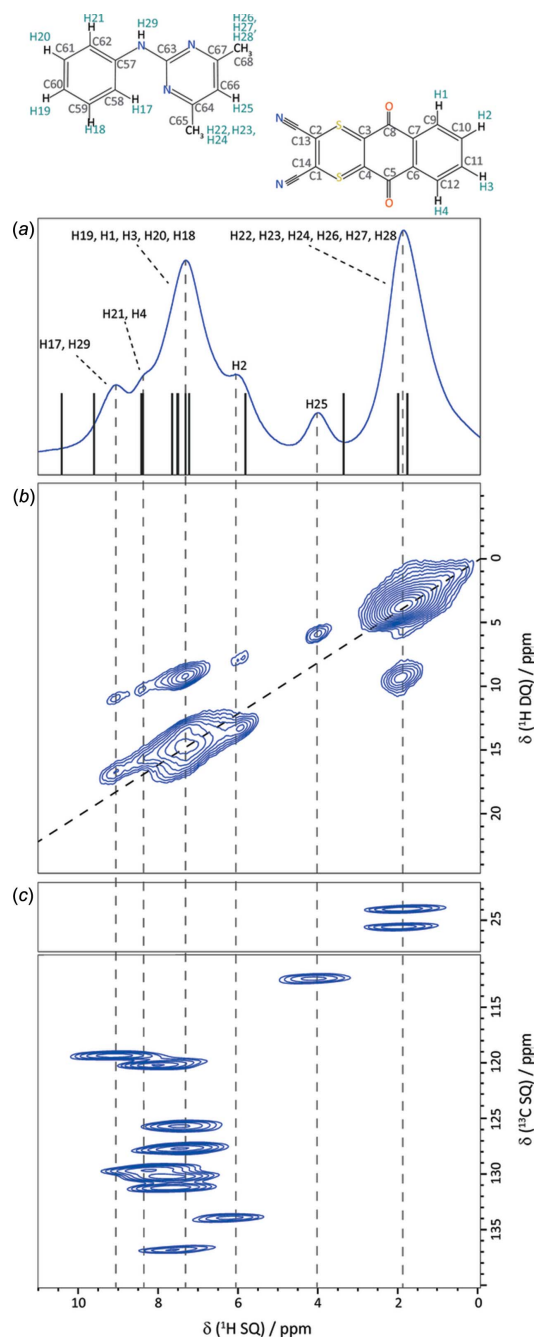 H26,
H27,
H28
H29
H21
H20
H
H
H
N
N
CH₃
C62
C63
C67
C61
C68
C57
C60
C66
H
H
N
H
C58
C64
H25
C59
H19
H
H17
C65
CH₃
H18
H22, H23,
H24
H1
O
H
H2
N
C9
C2
S
C3
C8
C7
C10
H
C13
C14
C11
N
C1
S
C4
C5
C6
H
C12
H3
O
H
H4
(a)
H19, H1, H3, H20, H18
H22, H23, H24, H26, H27, H28
H21, H4
H17, H29
H2
H25
(b)
0
5
10
15
20
δ (¹H DQ) / ppm
(c)
25
115
120
125
130
135
δ (¹³C SQ) / ppm
10
8
6
4
2
0
δ (¹H SQ) / ppm